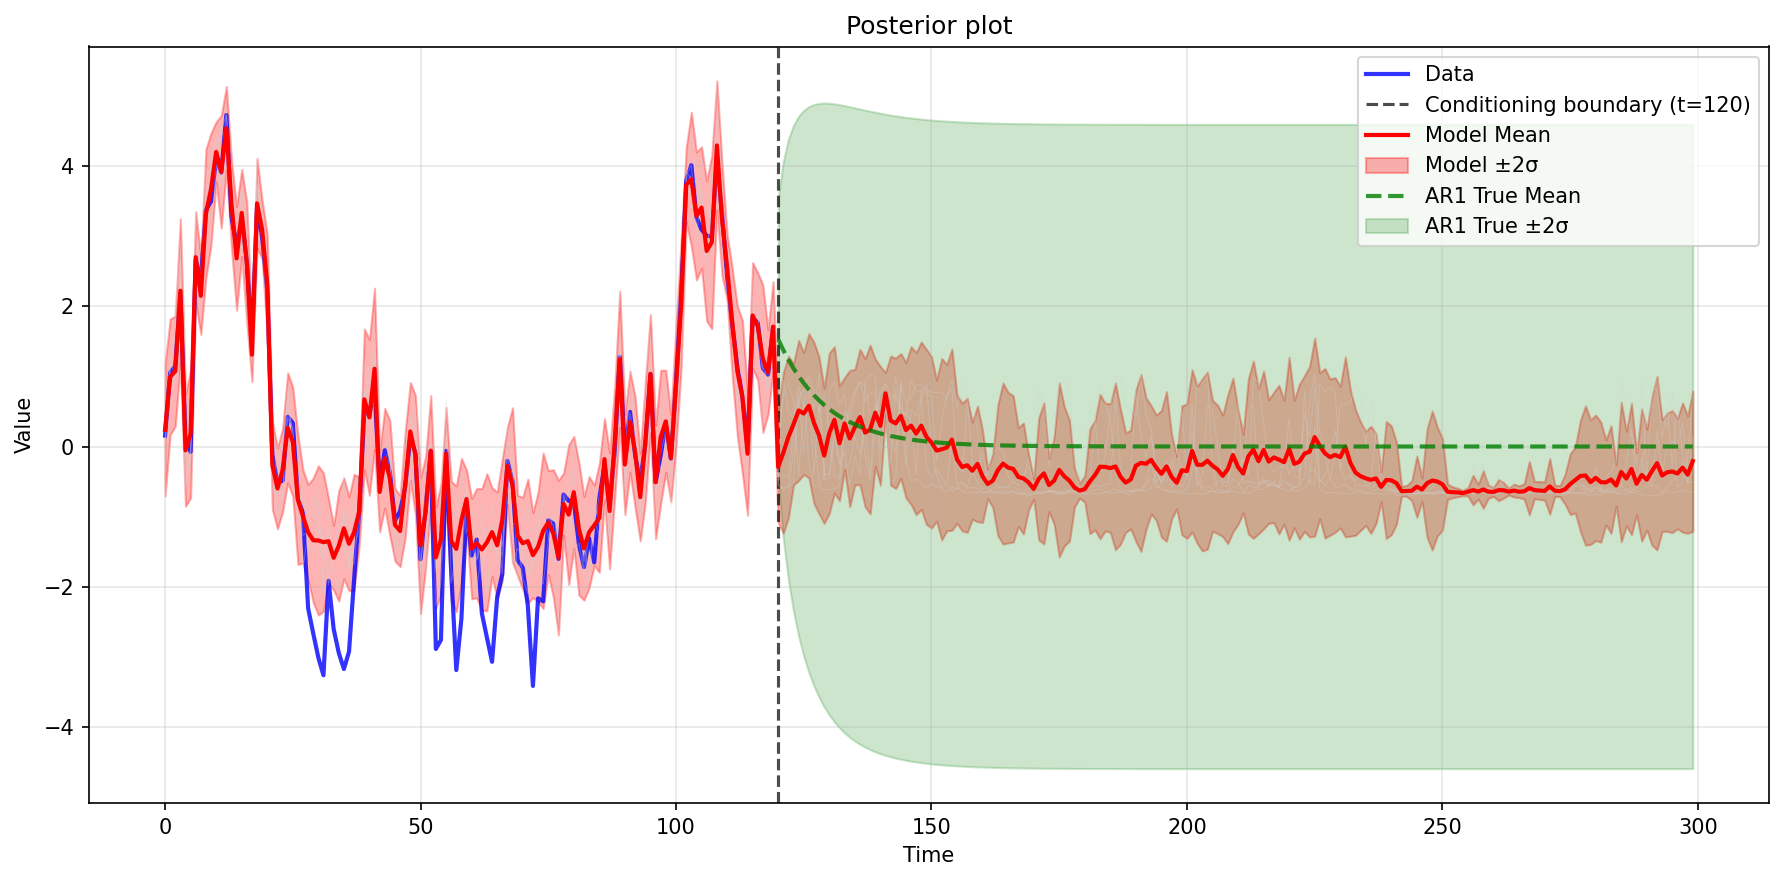 Posterior plot
Data
Conditioning boundary (t=120)
Model Mean
Model ±2σ
AR1 True Mean
AR1 True ±2σ
Value
4
2
0
−2
−4
0
50
100
150
200
250
300
Time